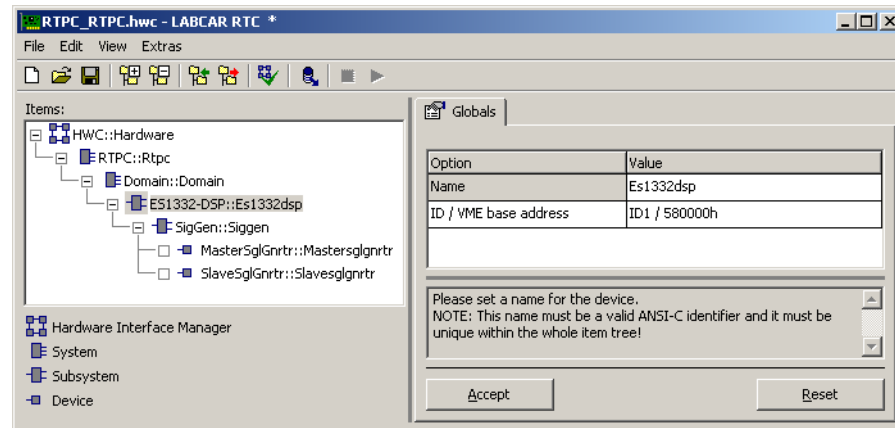 RTPC_RTPC.hwc - LABCAR RTC *
File Edit View Extras
Items:
HWC::Hardware
RTPC::Rtpc
Domain::Domain
ES1332-DSP::Es1332dsp
SigGen::Siggen
MasterSglGnrtr::Mastersglgnrtr
SlaveSglGnrtr::Slavesglgnrtr
Hardware Interface Manager
System
Subsystem
Device
Globals
Option Value
Name Es1332dsp
ID / VME base address ID1 / 580000h
Please set a name for the device.
NOTE: This name must be a valid ANSI-C identifier and it must be
unique within the whole item tree!
Accept Reset